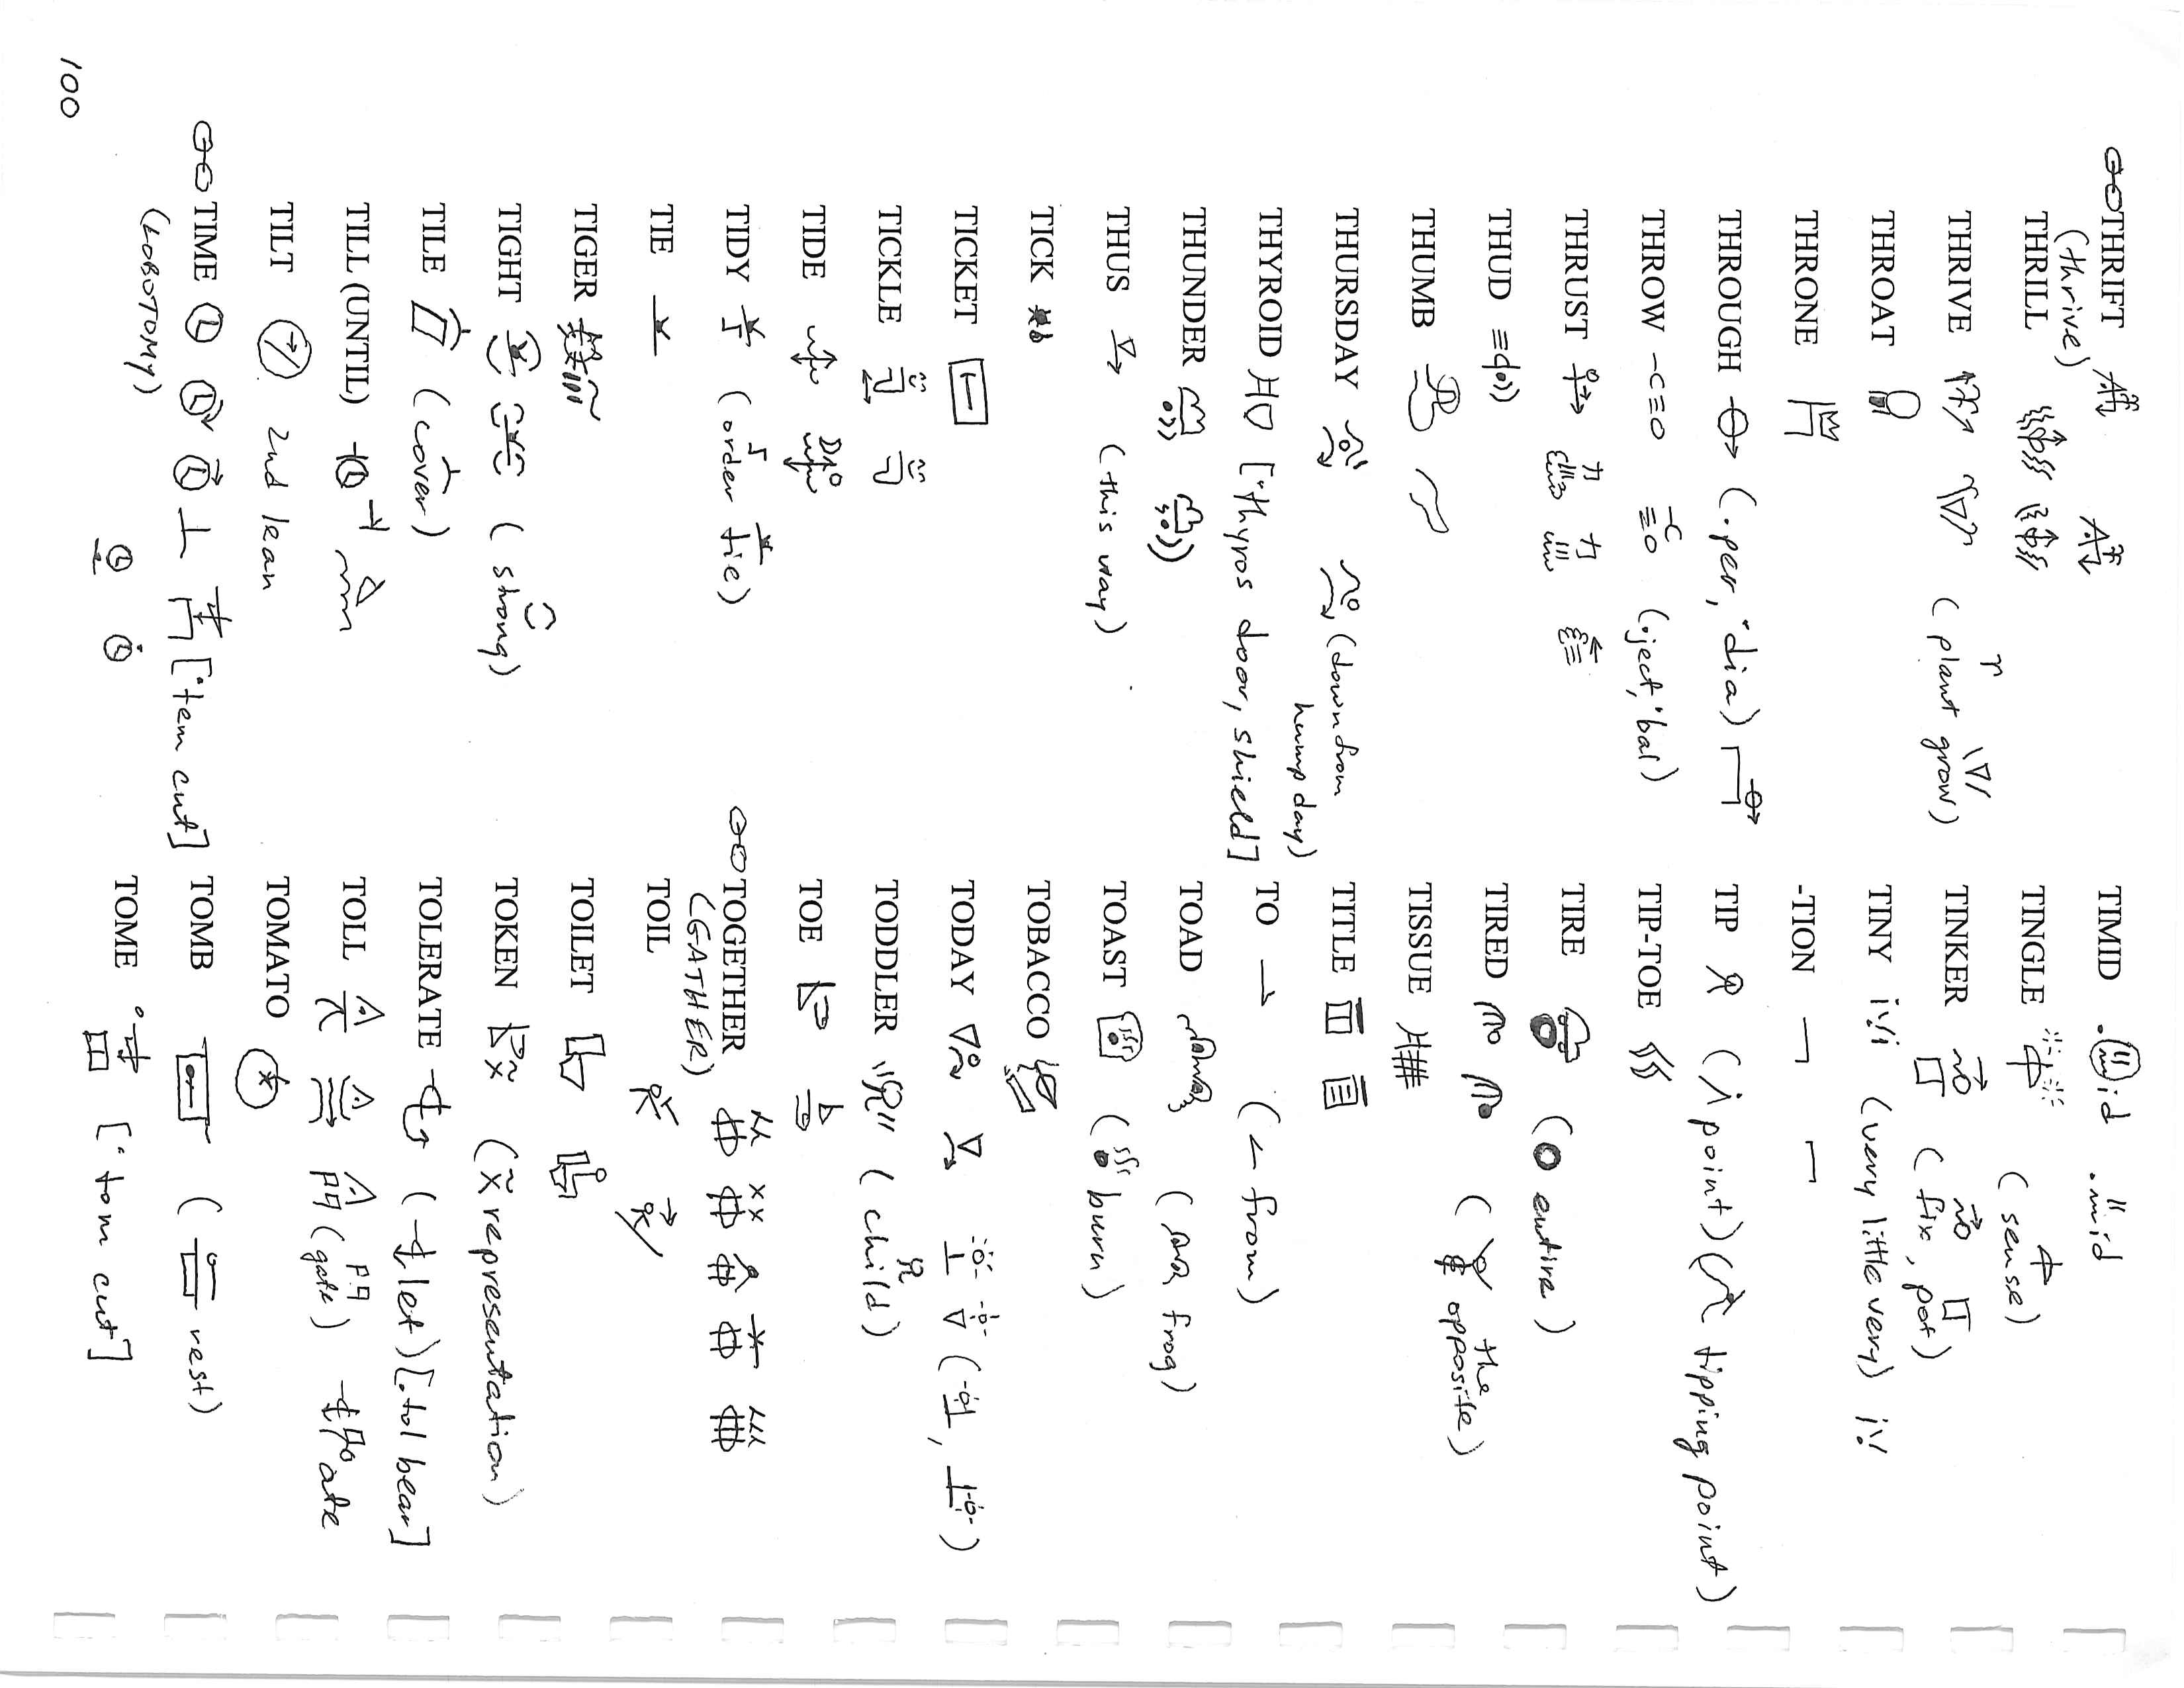 THRIFT
(thrive)
THRILL
THRIVE (plant grow)
THROAT
THRONE
THROUGH (·per, ¨dia)
THROW (·ject, ¨bal)
THRUST
THUD
THUMB
THURSDAY (down from
hump day)
THYROID [¨thyros door, shield]
THUNDER
THUS (this way)
TICK
TICKET
TICKLE
TIDE
TIDY (order tie)
TIE
TIGER
TIGHT (strong)
TILE (cover)
TILL (UNTIL)
TILT 2nd lean
TIME [¨tem cut]
(LOBOTOMY)
TIMID .id .mid
TINGLE (sense)
TINKER (fix, pot)
TINY (very little very)
-TION
TIP (point) (tipping point)
TIP-TOE
TIRE (entire)
TIRED (the
opposite)
TISSUE
TITLE
TO (from)
TOAD (frog)
TOAST (burn)
TOBACCO
TODAY
TODDLER (child)
TOE
TOGETHER
(GATHER)
TOIL
TOILET
TOKEN (representation)
TOLERATE (let) [·tol bear]
TOLL (gate) ate
TOMATO
TOMB (rest)
TOME [¨tom cut]
100